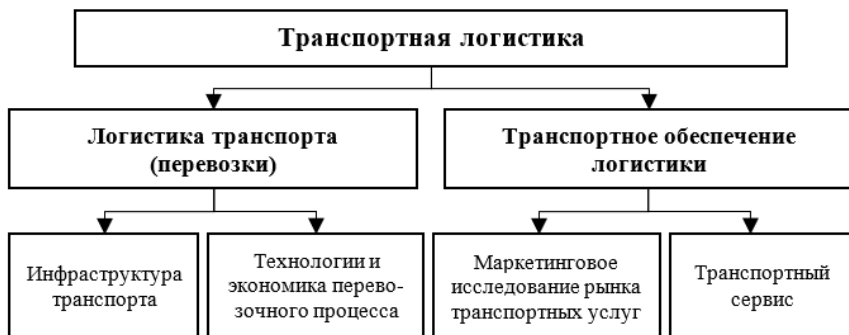 Транспортная логистика
Логистика транспорта
(перевозки)
Транспортное обеспечение
логистики
Инфраструктура
транспорта
Технологии и
экономика перево-
зочного процесса
Маркетинговое
исследование рынка
транспортных услуг
Транспортный
сервис